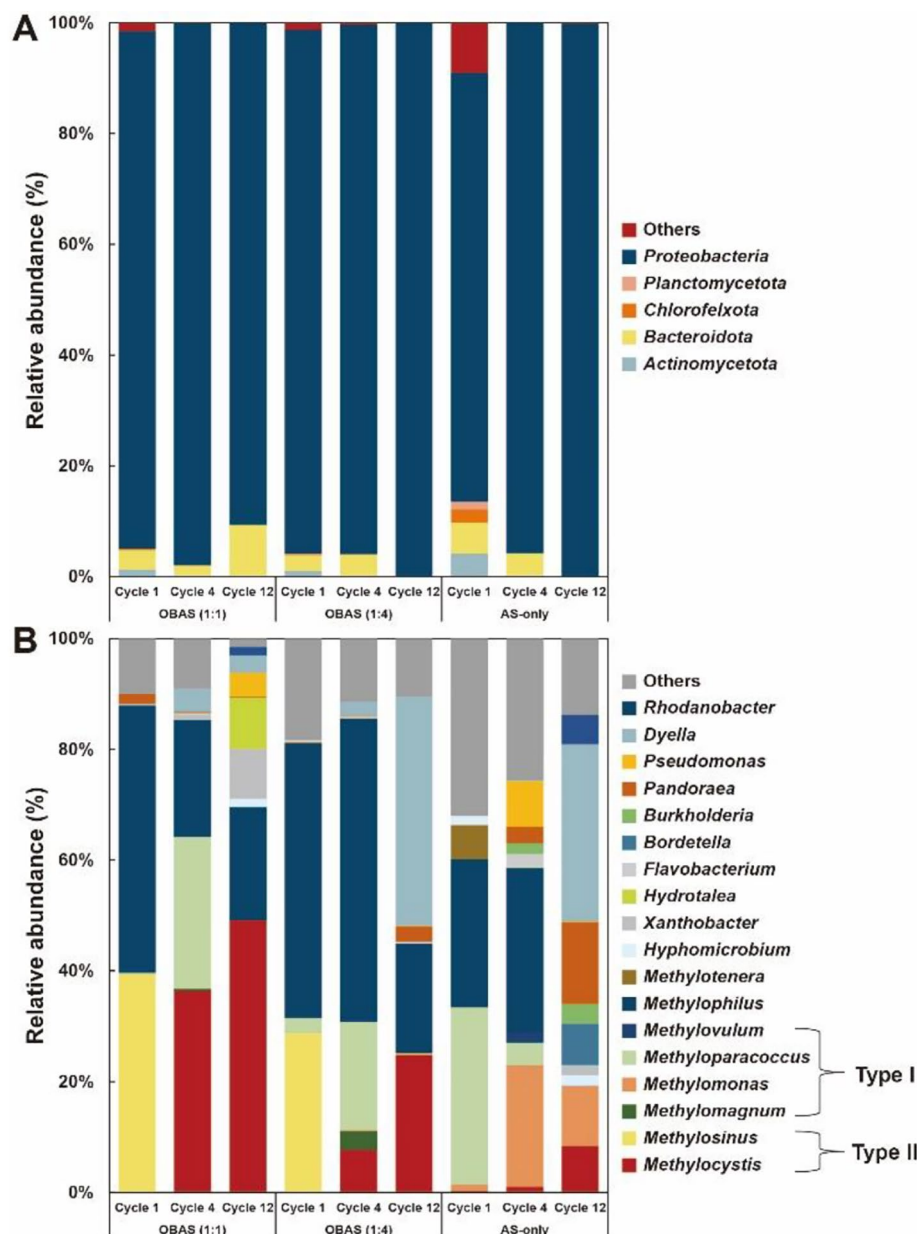 A
100%
80%
60%
40%
20%
0%
Relative abundance (%)
Cycle 1 Cycle 4 Cycle 12 Cycle 1 Cycle 4 Cycle 12 Cycle 1 Cycle 4 Cycle 12
OBAS (1:1) OBAS (1:4) AS-only
Others
Proteobacteria
Planctomycetota
Chlorofelxota
Bacteroidota
Actinomycetota
B
100%
80%
60%
40%
20%
0%
Relative abundance (%)
Cycle 1 Cycle 4 Cycle 12 Cycle 1 Cycle 4 Cycle 12 Cycle 1 Cycle 4 Cycle 12
OBAS (1:1) OBAS (1:4) AS-only
Others
Rhodanobacter
Dyella
Pseudomonas
Pandoraea
Burkholderia
Bordetella
Flavobacterium
Hydrotalea
Xanthobacter
Hyphomicrobium
Methylotenera
Methylophilus
Methylovulum
Methyloparacoccus
Methylomonas
Methylomagnum
Methylosinus
Methylocystis
Type I
Type II